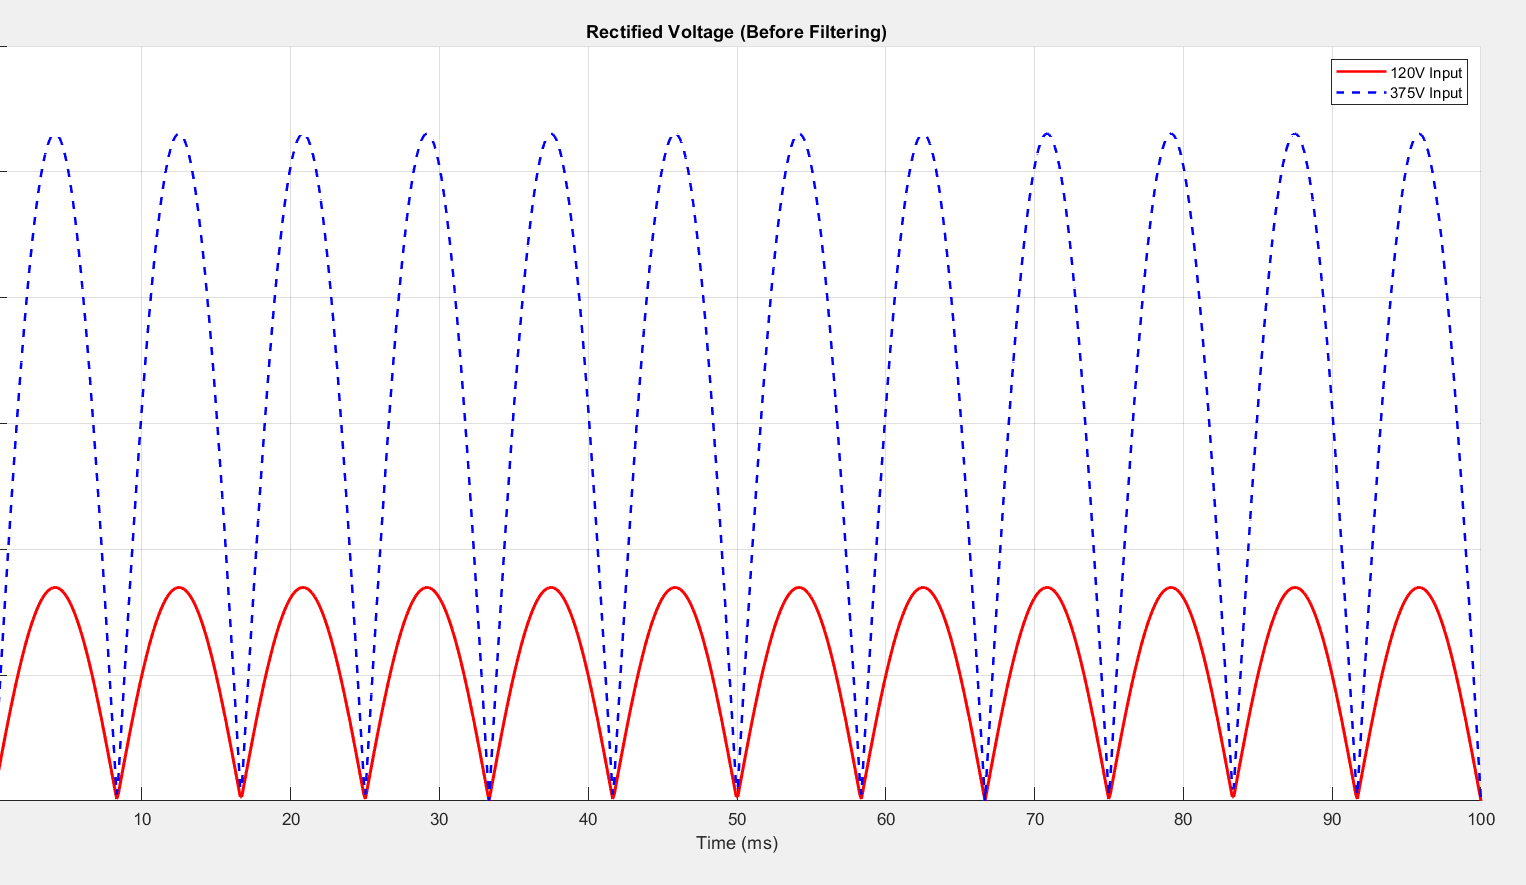 Rectified Voltage (Before Filtering)
120V Input
375V Input
10 20 30 40 50 60 70 80 90 100
Time (ms)